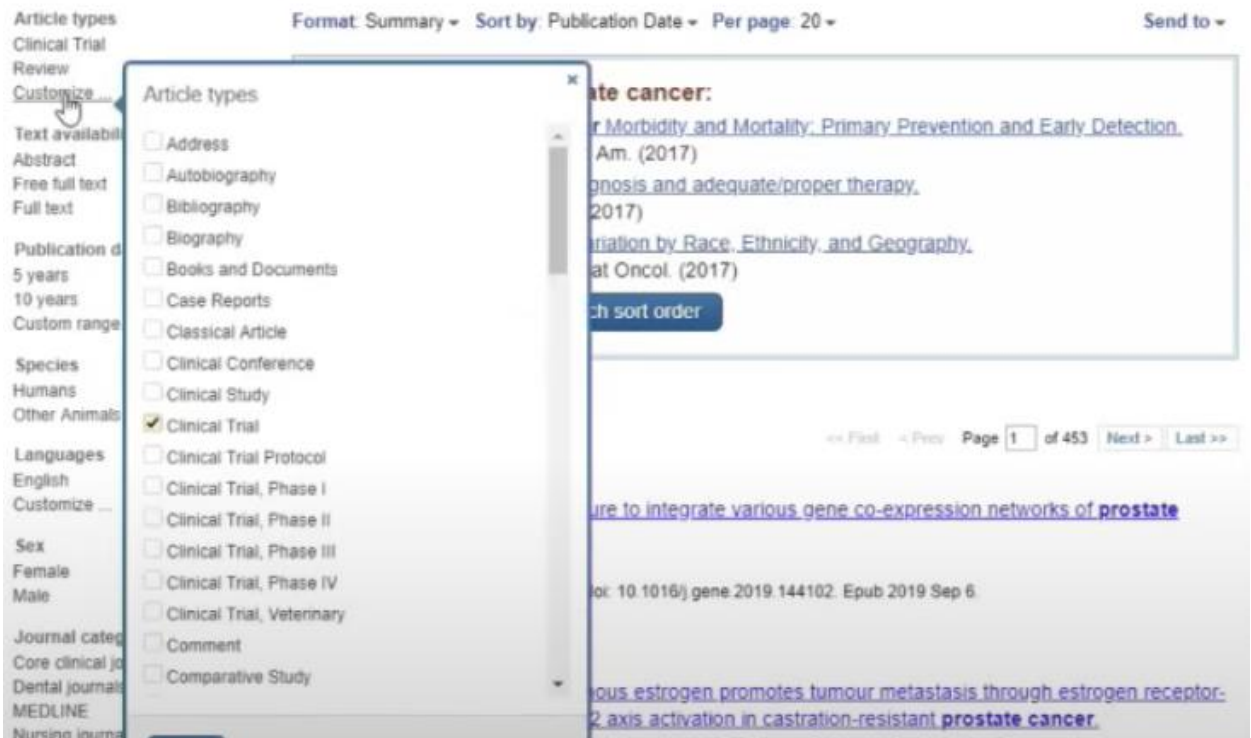 Article types
Clinical Trial
Review
Customize ...
Text availabili
Abstract
Free full text
Full text
Publication d
5 years
10 years
Custom range
Species
Humans
Other Animals
Languages
English
Customize ...
Sex
Female
Male
Journal categ
Core clinical jo
Dental journals
MEDLINE
Nursing journa
Format: Summary Sort by: Publication Date Per page: 20 Send to
Article types ×
Address
Autobiography
Bibliography
Biography
Books and Documents
Case Reports
Classical Article
Clinical Conference
Clinical Study
Clinical Trial
Clinical Trial Protocol
Clinical Trial, Phase I
Clinical Trial, Phase II
Clinical Trial, Phase III
Clinical Trial, Phase IV
Clinical Trial, Veterinary
Comment
Comparative Study
ate cancer:
r Morbidity and Mortality: Primary Prevention and Early Detection.
Am. (2017)
gnosis and adequate/proper therapy.
2017)
ariation by Race, Ethnicity, and Geography.
at Oncol. (2017)
ch sort order
<< First < Prev Page 1 of 453 Next > Last >>
ure to integrate various gene co-expression networks of prostate
doi: 10.1016/j.gene.2019.144102. Epub 2019 Sep 6.
nous estrogen promotes tumour metastasis through estrogen receptor-
2 axis activation in castration-resistant prostate cancer.